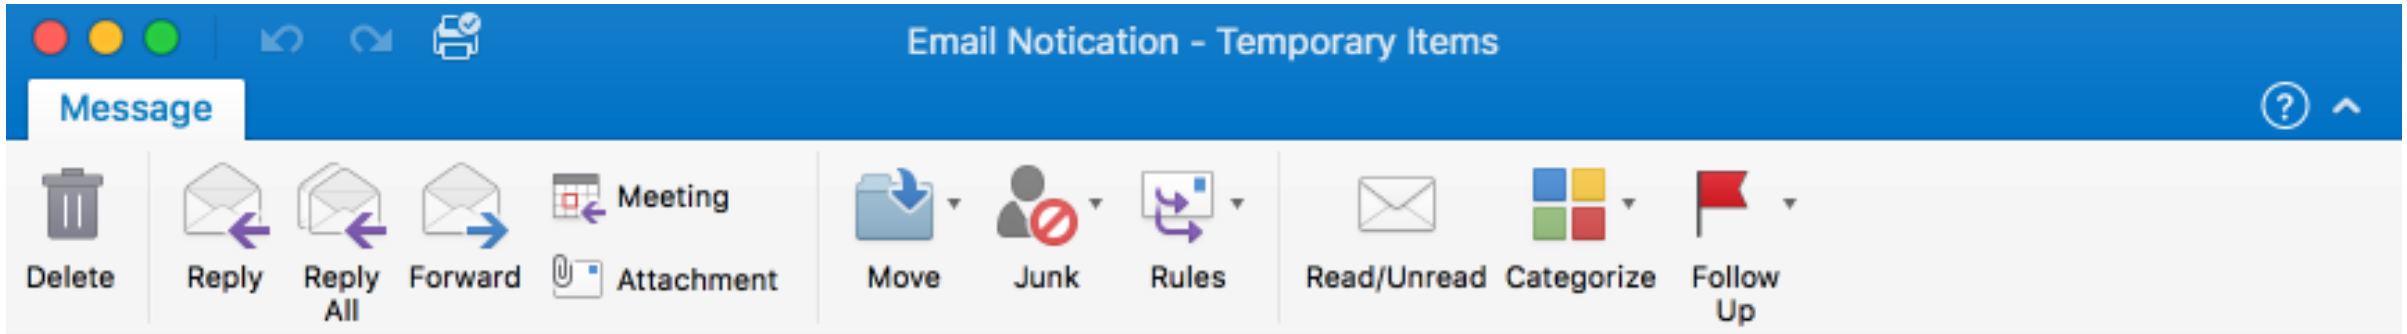 Email Notication - Temporary Items
Message
?
Delete
Reply
Reply
All
Forward
Meeting
Attachment
Move
Junk
Rules
Read/Unread
Categorize
Follow
Up